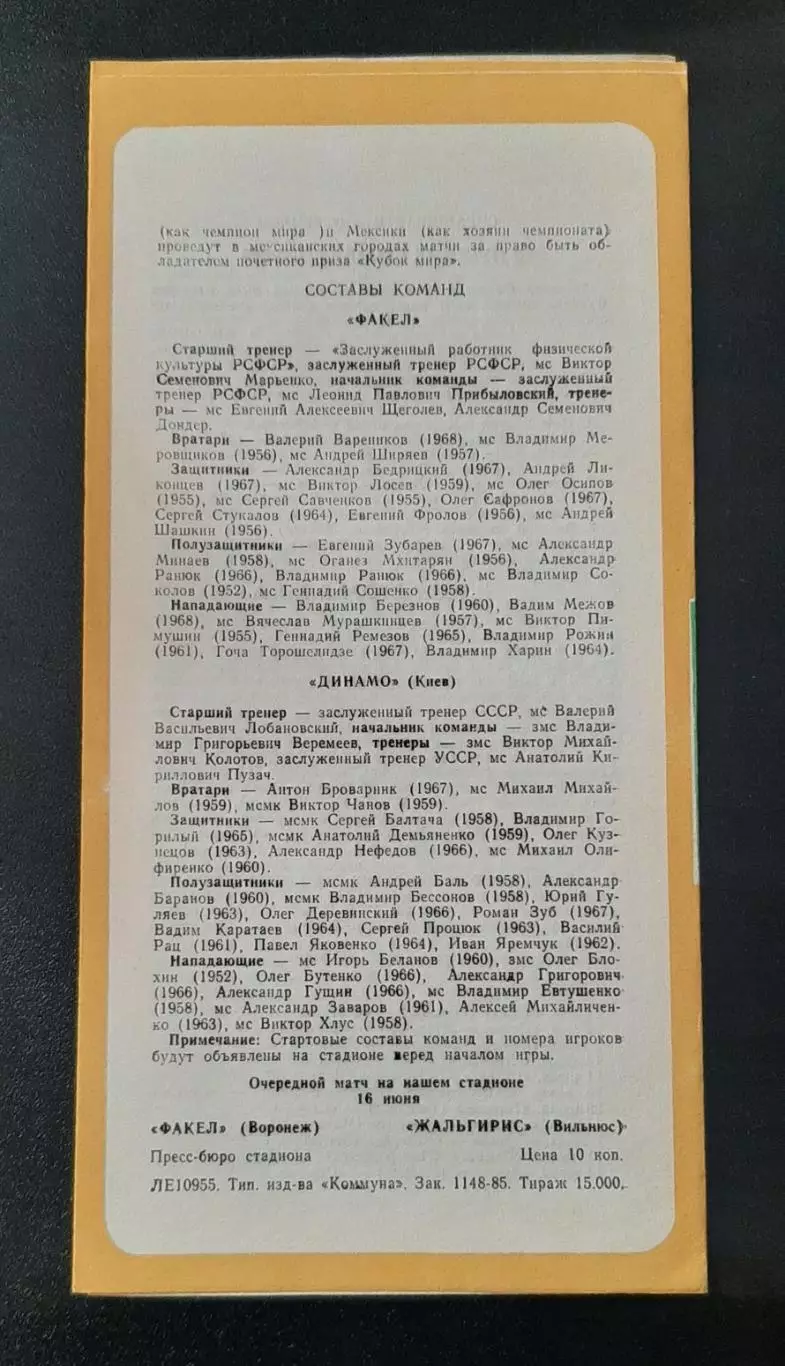 (как чемпион мира )и Мексики (как хозяин чемпионата)
проведут в мексиканских городах матчи за право быть об-
ладателем почетного приза «Кубок мира».
СОСТАВЫ КОМАНД
«ФАКЕЛ»
Старший тренер — «Заслуженный работник физической
культуры РСФСР», заслуженный тренер РСФСР, мс Виктор
Семенович Марьенко, начальник команды — заслуженный
тренер РСФСР, мс Леонид Павлович Прибыловский, трене-
ры — мс Евгений Алексеевич Щеголев, Александр Семенович
Дондер.
Вратари — Валерий Вареников (1968), мс Владимир Ме-
ровщиков (1956), мс Андрей Ширяев (1957).
Защитники — Александр Бедрицкий (1967), Андрей Ли-
концев (1967), мс Виктор Лосев (1959), мс Олег Осипов
(1955), мс Сергей Савченков (1955), Олег Сафронов (1967),
Сергей Стукалов (1964), Евгений Фролов (1956), мс Андрей
Шашкин (1956).
Полузащитники — Евгений Зубарев (1967), мс Александр
Минаев (1958), мс Оганез Мхитарян (1956), Александр
Ранюк (1966), Владимир Ранюк (1966), мс Владимир Со-
колов (1952), мс Геннадий Сошенко (1958).
Нападающие — Владимир Березнов (1960), Вадим Межов
(1968), мс Вячеслав Мурашкинцев (1957), мс Виктор Пи-
мушин (1955), Геннадий Ремезов (1965), Владимир Рожин
(1961), Гоча Торошелидзе (1967), Владимир Харин (1964).
«ДИНАМО» (Киев)
Старший тренер — заслуженный тренер СССР, мс Валерий
Васильевич Лобановский, начальник команды — змс Влади-
мир Григорьевич Веремеев, тренеры — змс Виктор Михай-
лович Колотов, заслуженный тренер УССР, мс Анатолий Ки-
риллович Пузач.
Вратари — Антон Броварник (1967), мс Михаил Михай-
лов (1959), мсмк Виктор Чанов (1959).
Защитники — мсмк Сергей Балтача (1958), Владимир Го-
рилый (1965), мсмк Анатолий Демьяненко (1959), Олег Куз-
нецов (1963), Александр Нефедов (1966), мс Михаил Оли-
фиренко (1960).
Полузащитники — мсмк Андрей Баль (1958), Александр
Баранов (1960), мсмк Владимир Бессонов (1958), Юрий Гу-
ляев (1963), Олег Деревинский (1966), Роман Зуб (1967),
Вадим Каратаев (1964), Сергей Процюк (1963), Василий
Рац (1961), Павел Яковенко (1964), Иван Яремчук (1962).
Нападающие — мс Игорь Беланов (1960), змс Олег Бло-
хин (1952), Олег Бутенко (1966), Александр Григорович
(1966), Александр Гущин (1966), мс Владимир Евтушенко
(1958), мс Александр Заваров (1961), Алексей Михайличен-
ко (1963), мс Виктор Хлус (1958).
Примечание: Стартовые составы команд и номера игроков
будут объявлены на стадионе перед началом игры.
Очередной матч на нашем стадионе
16 июня
«ФАКЕЛ» (Воронеж) «ЖАЛЬГИРИС» (Вильнюс)
Пресс-бюро стадиона Цена 10 коп.
ЛЕ10955. Тип. изд-ва «Коммуна». Зак. 1148-85. Тираж 15.000.